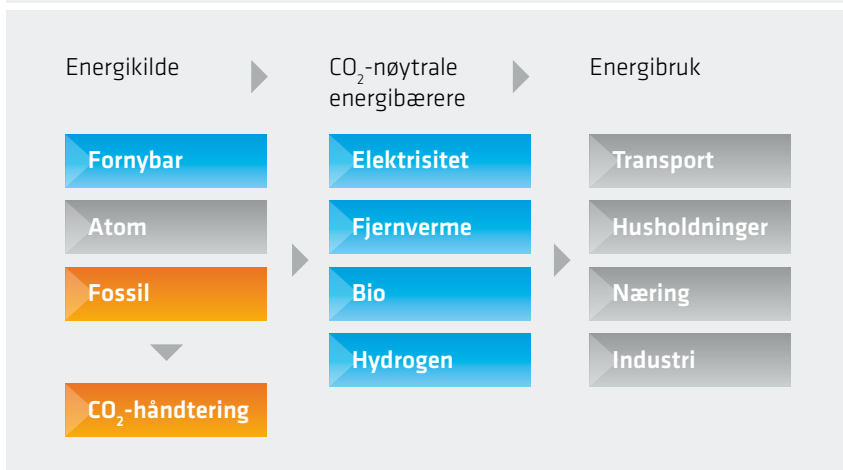 Energikilde
CO₂-nøytrale
energibærere
Energibruk
Fornybar
Atom
Fossil
CO₂-håndtering
Elektrisitet
Fjernverme
Bio
Hydrogen
Transport
Husholdninger
Næring
Industri